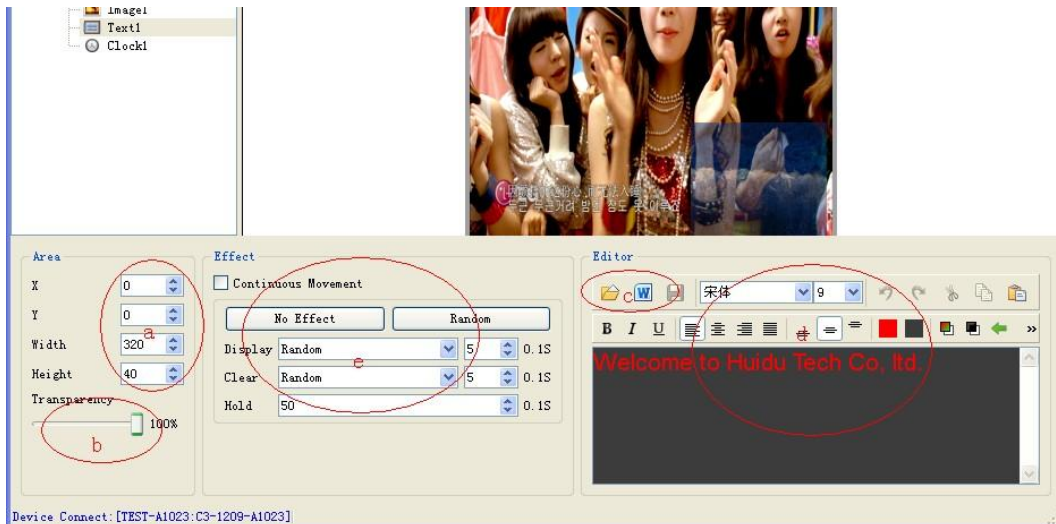 Image1
Text1
Clock1
Area
X 0
Y 0
Width 320
Height 40
Transparency
100%
a
b
Effect
Continuous Movement
No Effect Random
Display Random 5 0.1S
Clear Random 5 0.1S
Hold 50 0.1S
e
Editor
c W 宋体 9
B I U d »
Welcome to Huidu Tech Co, ltd.
Device Connect:[TEST-A1023:C3-1209-A1023]